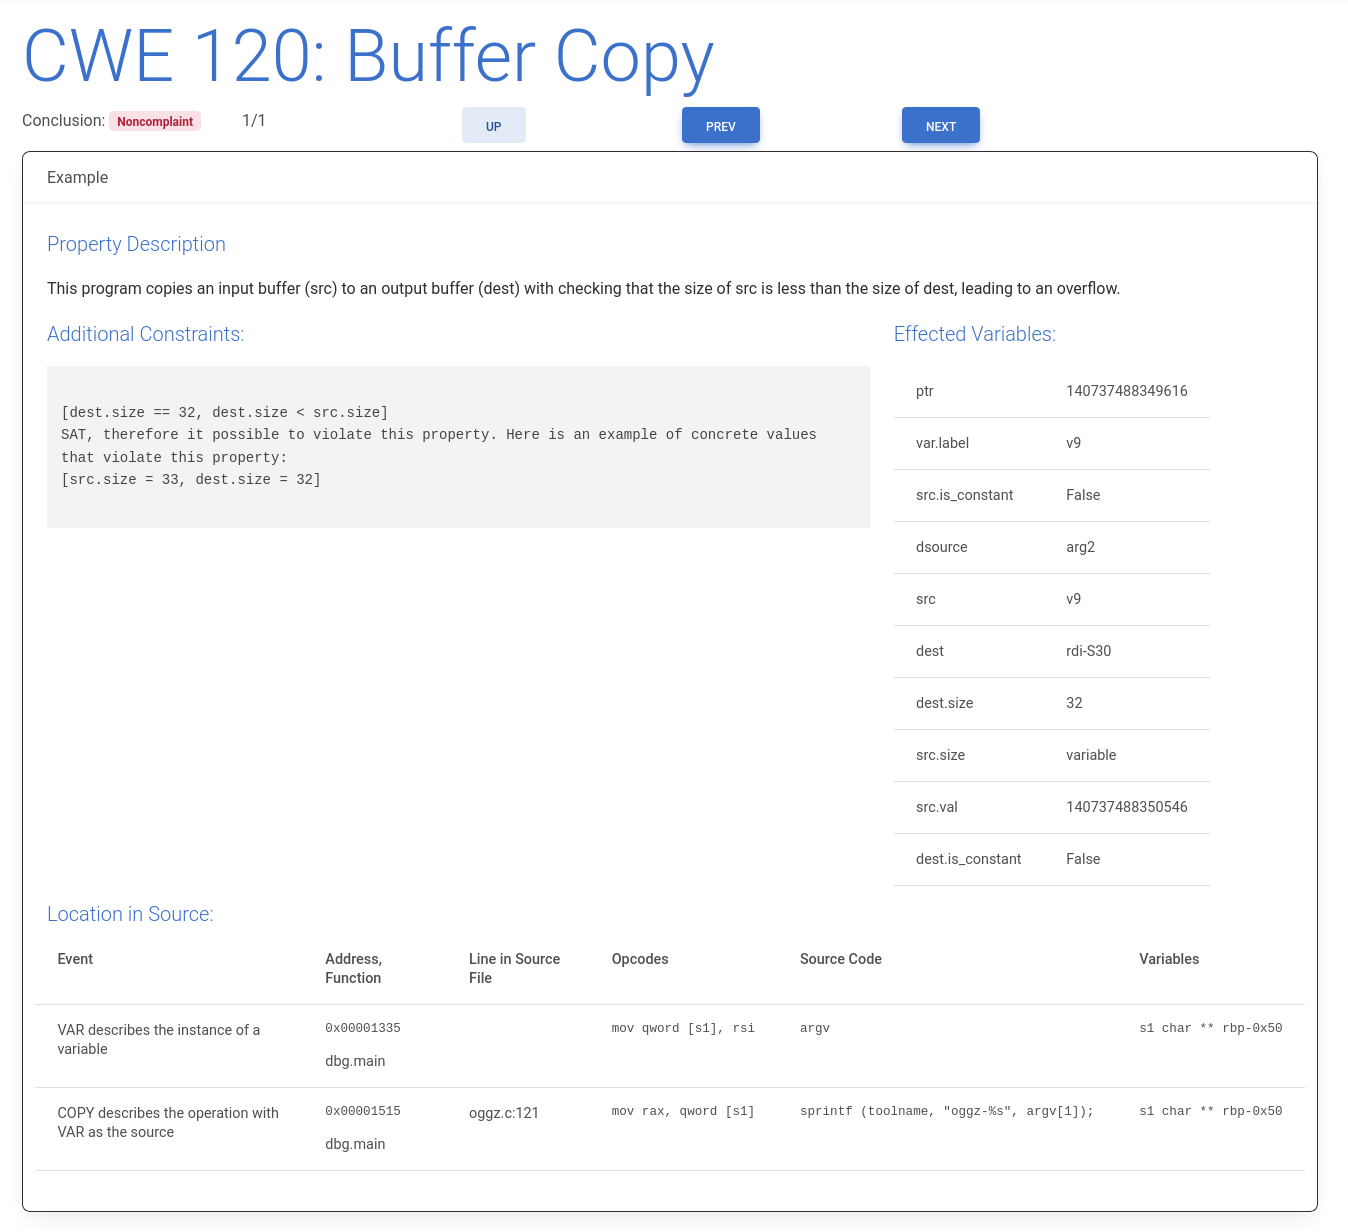 CWE 120: Buffer Copy
Conclusion: Noncomplaint 1/1 UP PREV NEXT
Example
Property Description
This program copies an input buffer (src) to an output buffer (dest) with checking that the size of src is less than the size of dest, leading to an overflow.
Additional Constraints:
[dest.size == 32, dest.size < src.size]
SAT, therefore it possible to violate this property. Here is an example of concrete values
that violate this property:
[src.size = 33, dest.size = 32]
Effected Variables:
ptr 140737488349616
var.label v9
src.is_constant False
dsource arg2
src v9
dest rdi-S30
dest.size 32
src.size variable
src.val 140737488350546
dest.is_constant False
Location in Source:
Event Address, Function Line in Source File Opcodes Source Code Variables
VAR describes the instance of a variable 0x00001335 dbg.main mov qword [s1], rsi argv s1 char ** rbp-0x50
COPY describes the operation with VAR as the source 0x00001515 dbg.main oggz.c:121 mov rax, qword [s1] sprintf (toolname, "oggz-%s", argv[1]); s1 char ** rbp-0x50